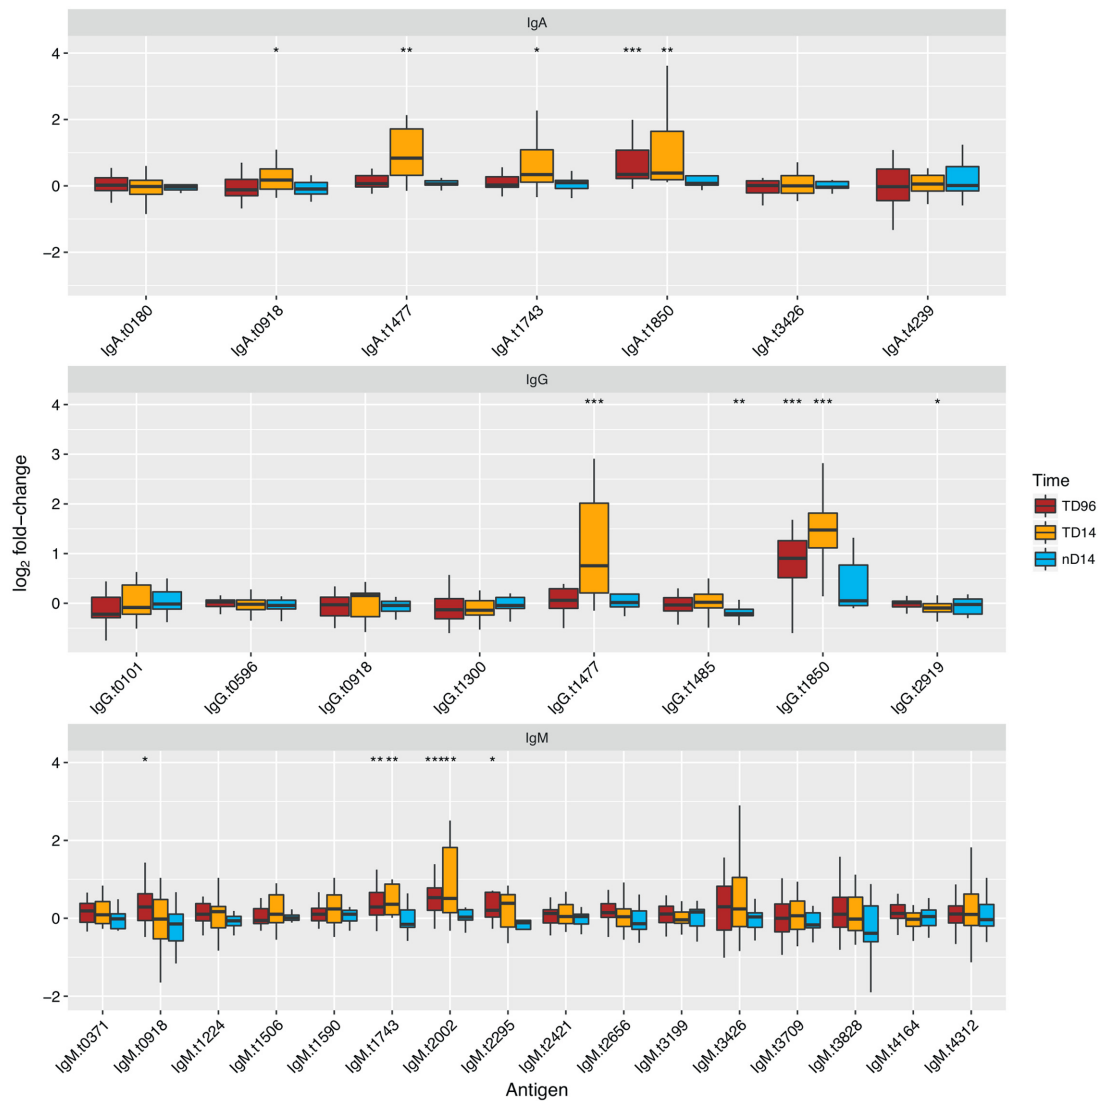 IgA
* ** * *** **
4
2
0
−2
IgA.t0180 IgA.t0918 IgA.t1477 IgA.t1743 IgA.t1850 IgA.t3426 IgA.t4239
IgG
*** ** *** *** *
4
3
2
1
0
IgG.t0101 IgG.t0596 IgG.t0918 IgG.t1300 IgG.t1477 IgG.t1485 IgG.t1850 IgG.t2919
IgM
* ** ** ***** *
4
2
0
−2
IgM.t0371 IgM.t0918 IgM.t1224 IgM.t1506 IgM.t1590 IgM.t1743 IgM.t2002 IgM.t2295 IgM.t2421 IgM.t2656 IgM.t3199 IgM.t3426 IgM.t3709 IgM.t3828 IgM.t4164 IgM.t4312
Antigen
log₂ fold−change
Time
TD96
TD14
nD14